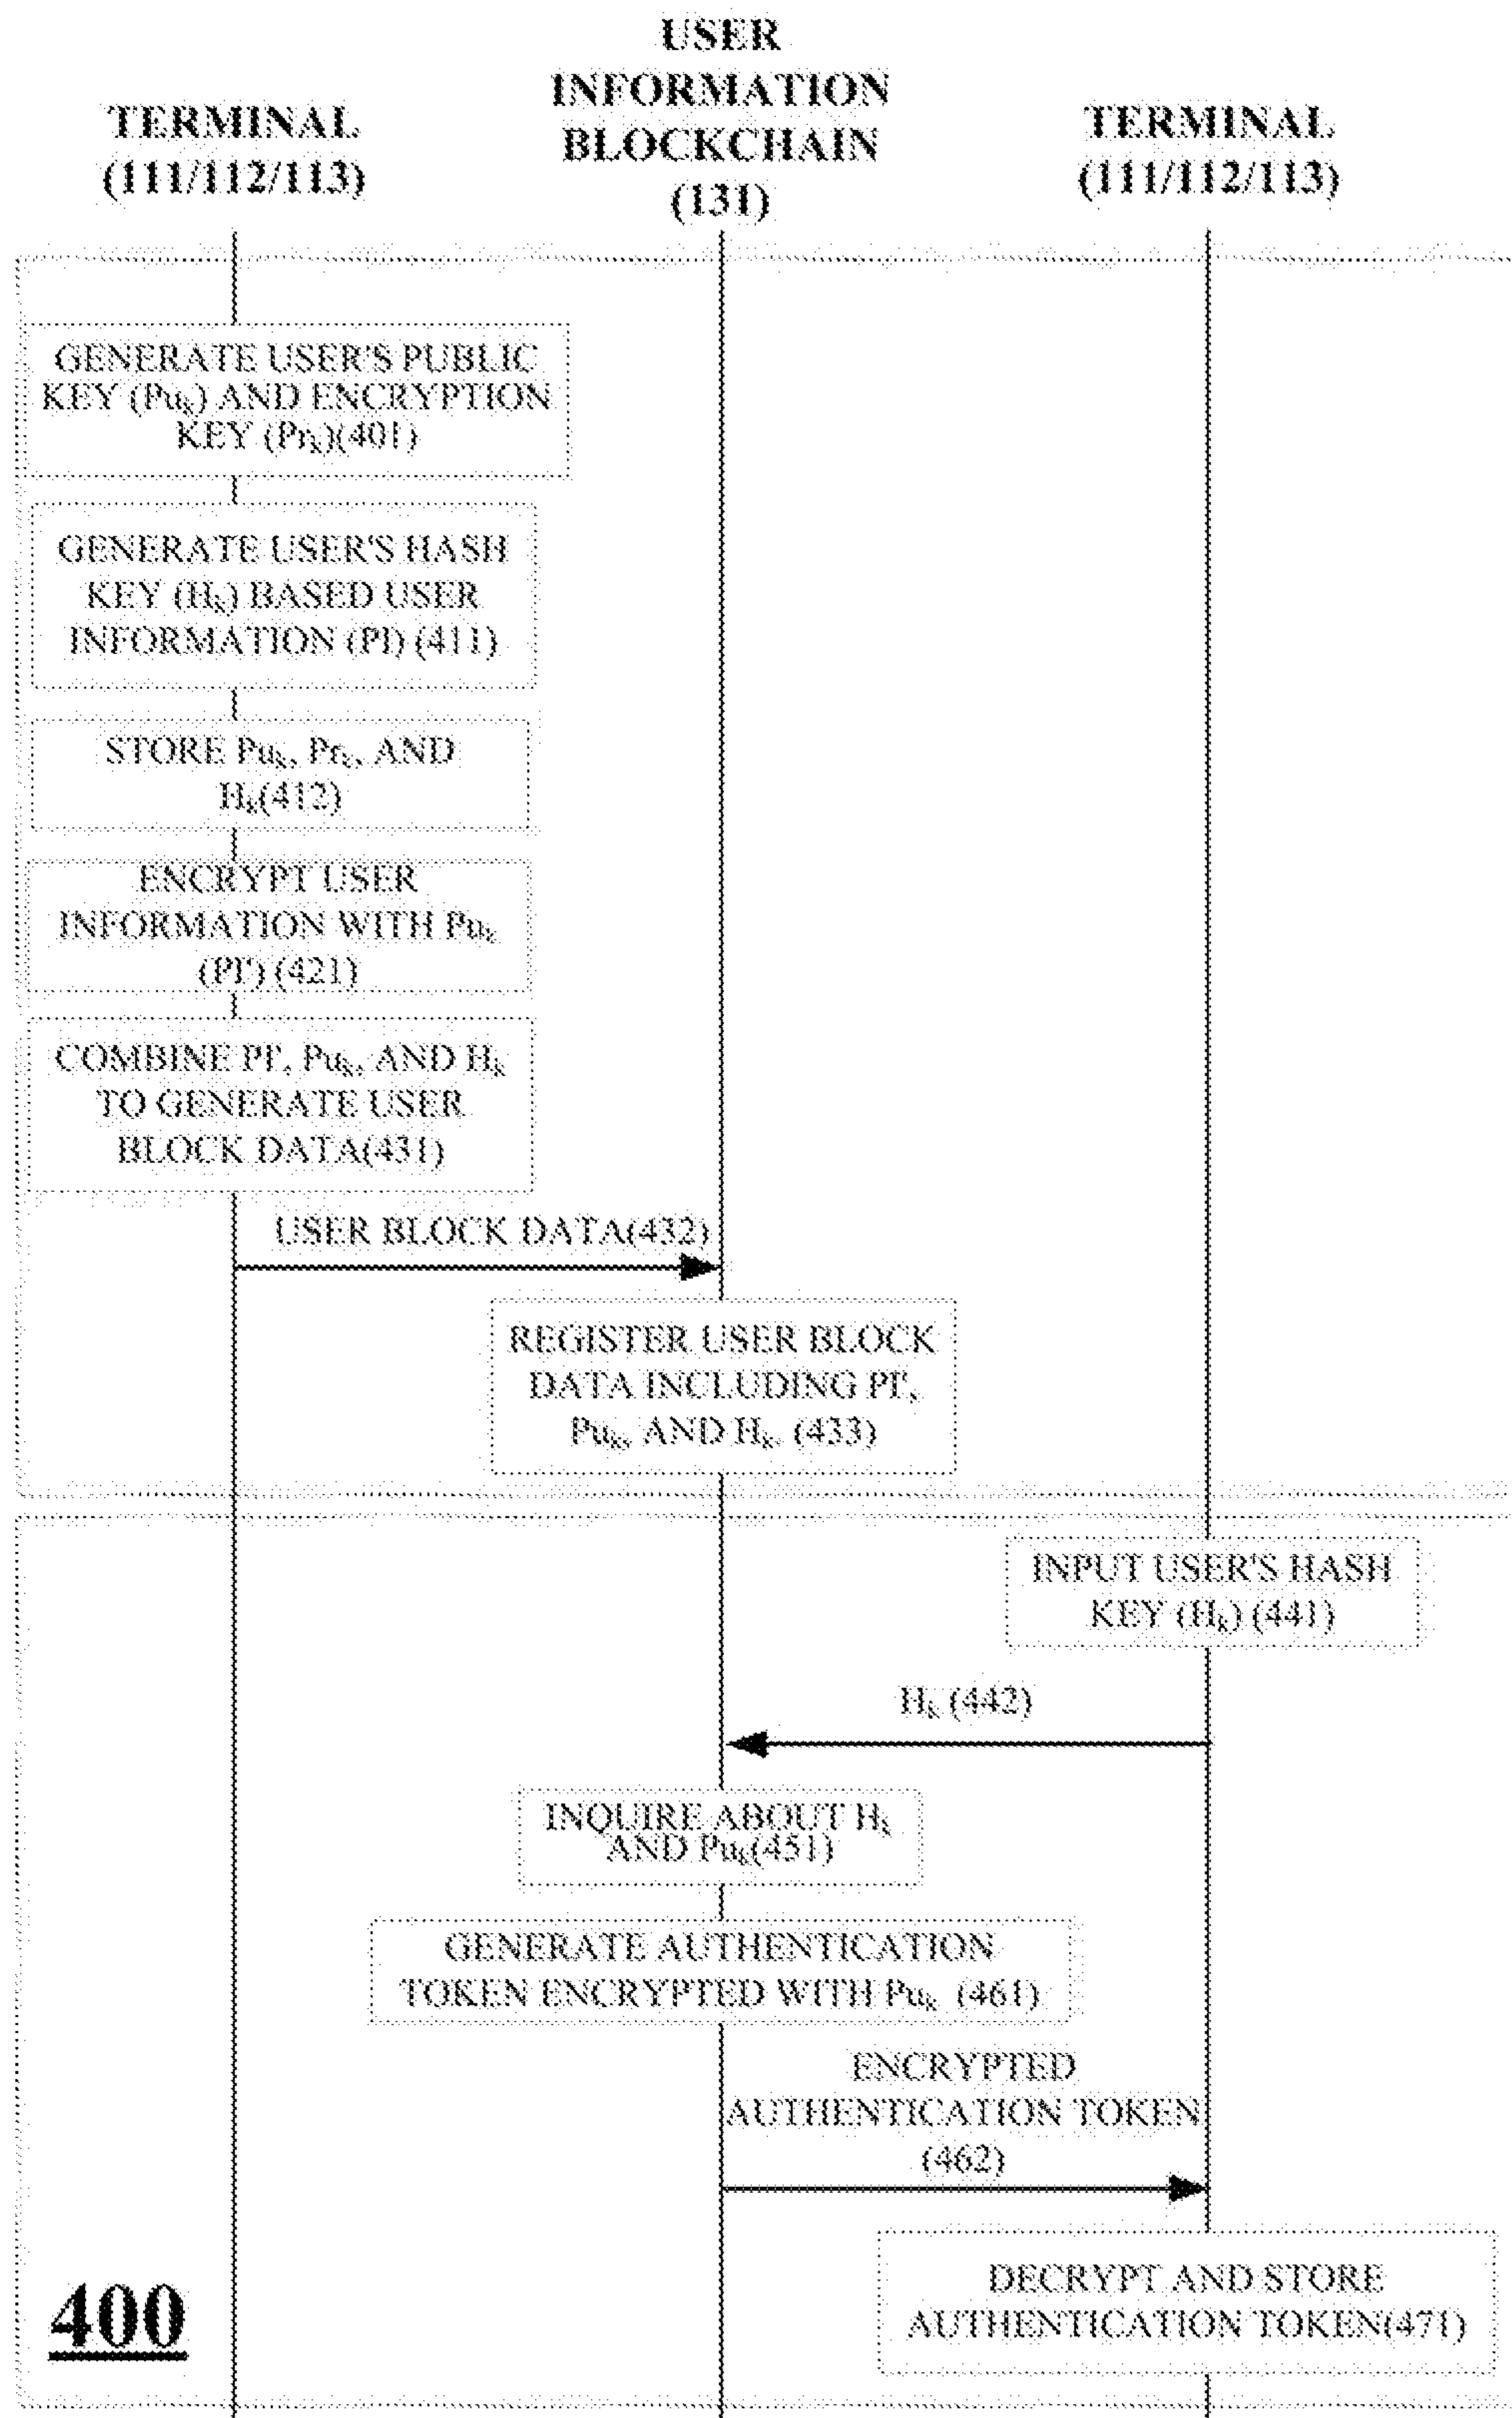 TERMINAL
(111/112/113)
USER
INFORMATION
BLOCKCHAIN
(131)
TERMINAL
(111/112/113)
GENERATE USER'S PUBLIC
KEY (Puk) AND ENCRYPTION
KEY (Prk)(401)
GENERATE USER'S HASH
KEY (Hk) BASED USER
INFORMATION (PI) (411)
STORE Puk, Prk, AND
Hk(412)
ENCRYPT USER
INFORMATION WITH Puk
(PI') (421)
COMBINE PI', Puk, AND Hk
TO GENERATE USER
BLOCK DATA(431)
USER BLOCK DATA(432)
REGISTER USER BLOCK
DATA INCLUDING PI',
Puk, AND Hk. (433)
INPUT USER'S HASH
KEY (Hk) (441)
Hk (442)
INQUIRE ABOUT Hk
AND Puk(451)
GENERATE AUTHENTICATION
TOKEN ENCRYPTED WITH Puk (461)
ENCRYPTED
AUTHENTICATION TOKEN
(462)
DECRYPT AND STORE
AUTHENTICATION TOKEN(471)
400